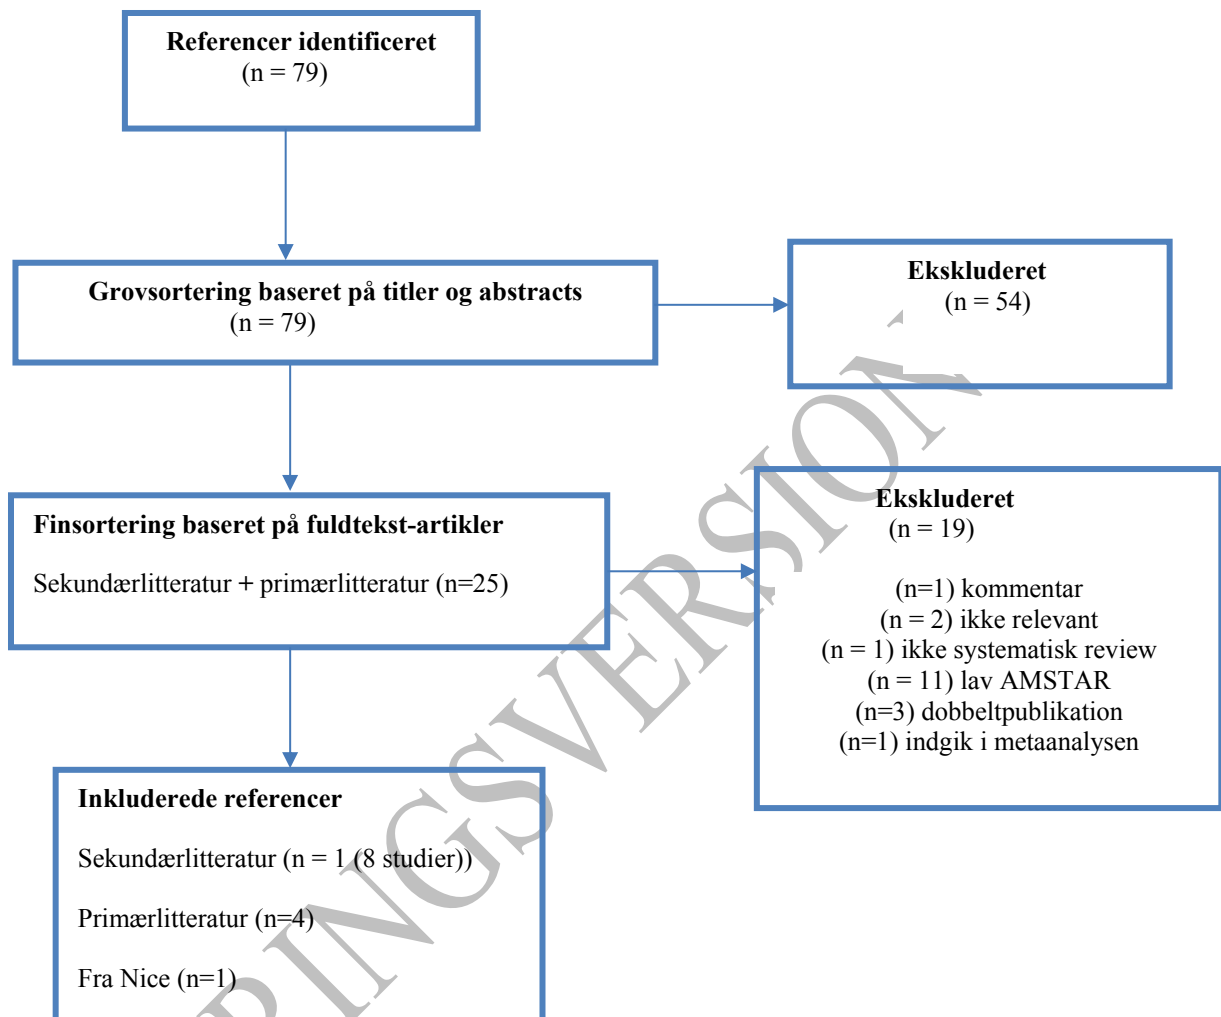 Referencer identificeret
(n = 79)
Grovsortering baseret på titler og abstracts
(n = 79)
Ekskluderet
(n = 54)
Finsortering baseret på fuldtekst-artikler
Sekundærlitteratur + primærlitteratur (n=25)
Ekskluderet
(n = 19)
(n=1) kommentar
(n = 2) ikke relevant
(n = 1) ikke systematisk review
(n = 11) lav AMSTAR
(n=3) dobbeltpublikation
(n=1) indgik i metaanalysen
Inkluderede referencer
Sekundærlitteratur (n = 1 (8 studier))
Primærlitteratur (n=4)
Fra Nice (n=1)
RINGSVERSION